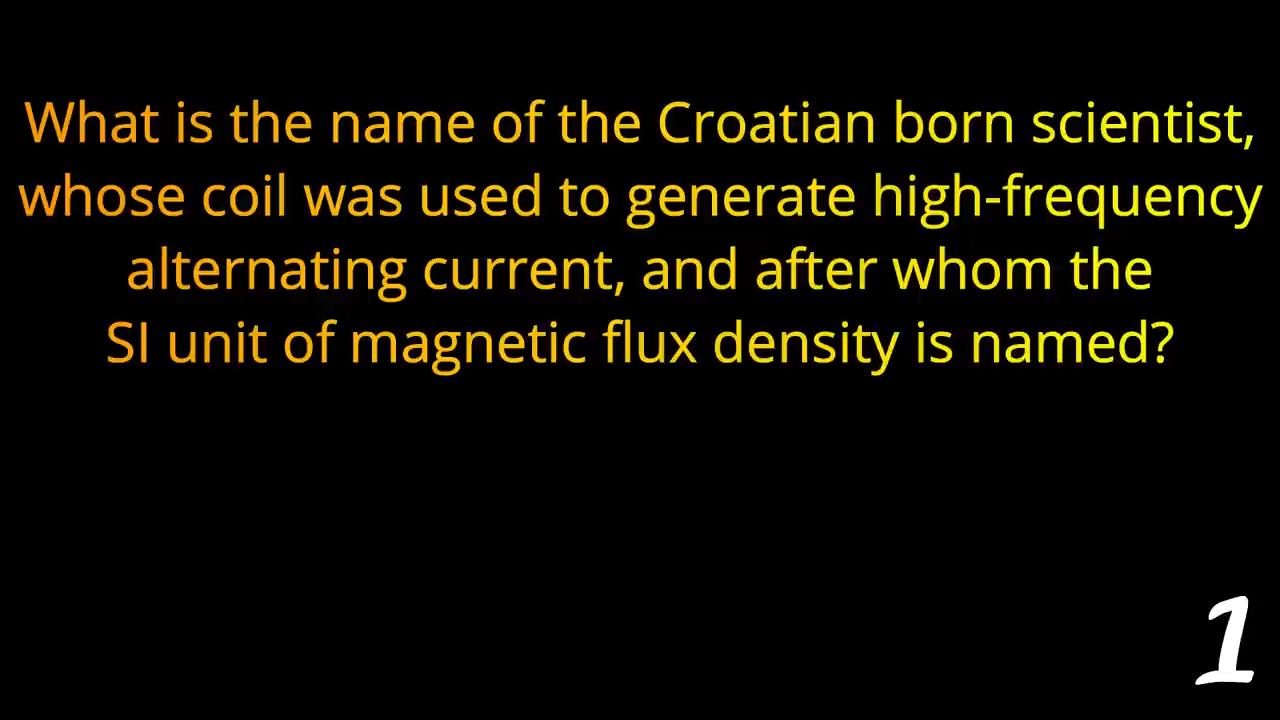 What is the name of the Croatian born scientist,
whose coil was used to generate high-frequency
alternating current, and after whom the
SI unit of magnetic flux density is named?
1